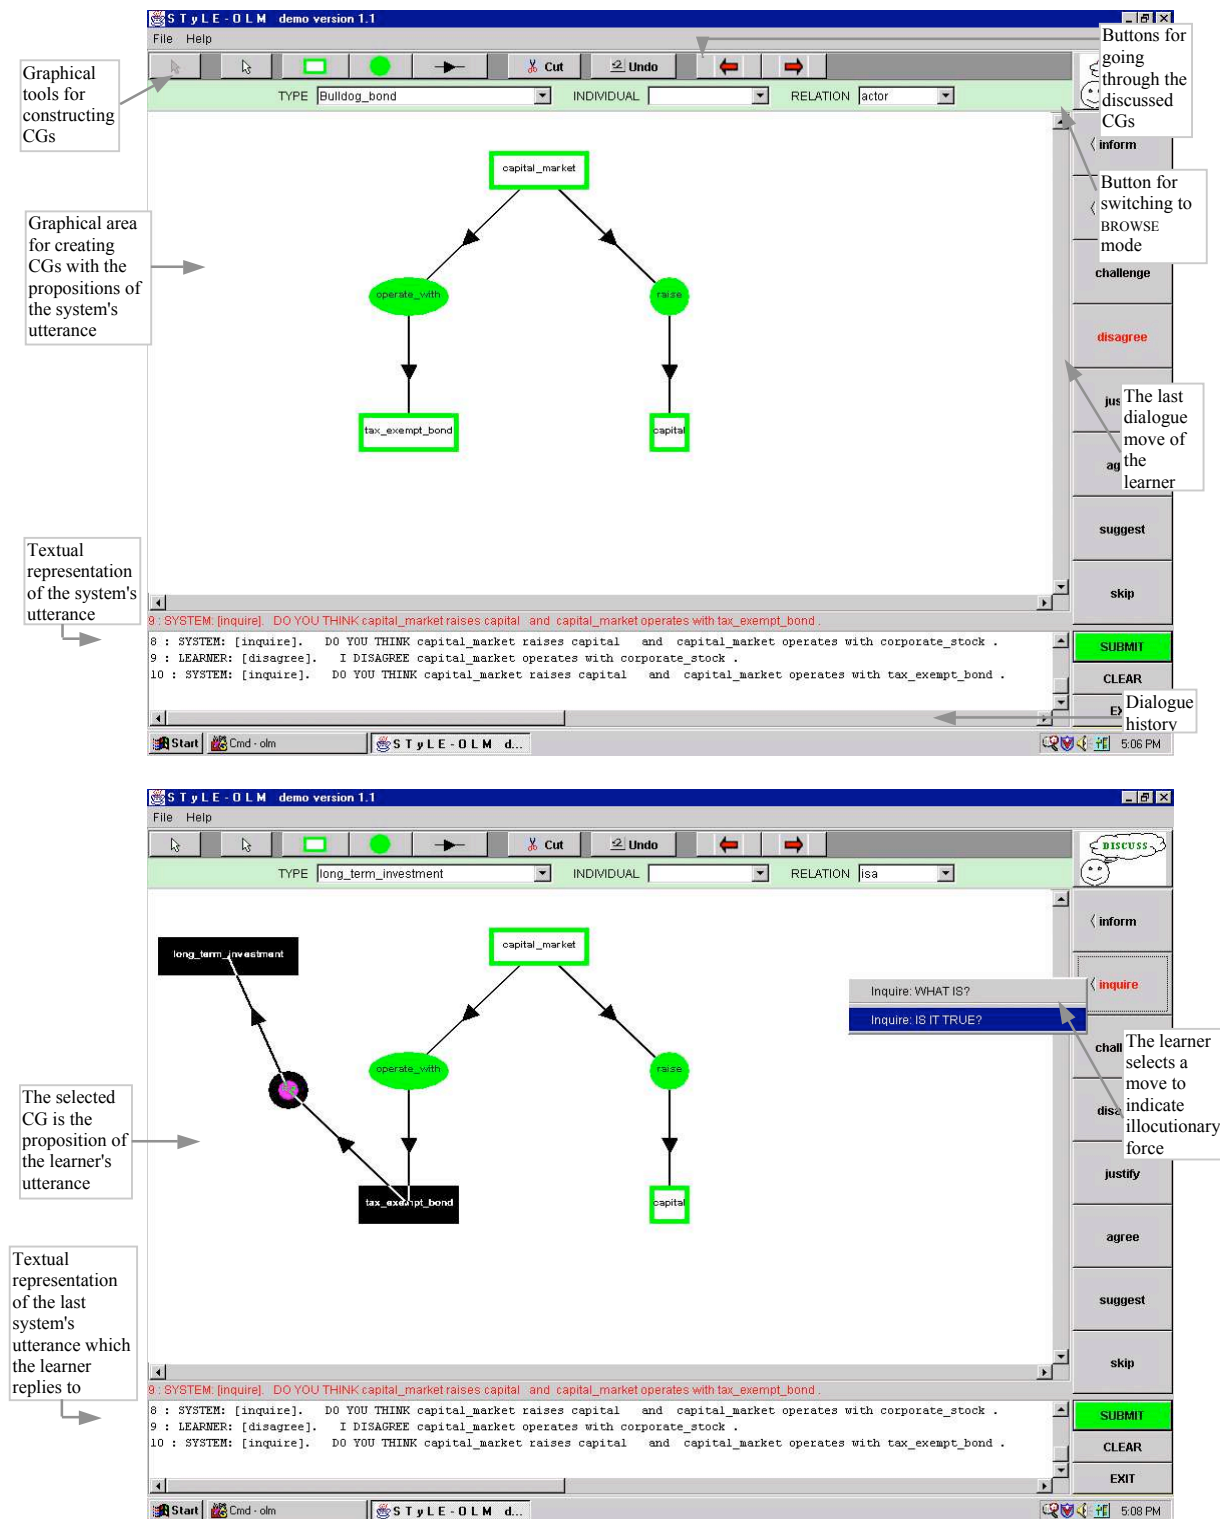 S T y L E - O L M demo version 1.1
File Help
Cut
Undo
TYPE Bulldog_bond INDIVIDUAL RELATION actor
Graphical
tools for
constructing
CGs
Buttons for
going
through the
discussed
CGs
inform
Button for
switching to
BROWSE
mode
capital_market
Graphical area
for creating
CGs with the
propositions of
the system's
utterance
operate_with
raise
challenge
disagree
tax_exempt_bond
capital
jus
ag
The last
dialogue
move of
the
learner
suggest
skip
Textual
representation
of the system's
utterance
9 : SYSTEM: [inquire]. DO YOU THINK capital_market raises capital and capital_market operates with tax_exempt_bond .
8 : SYSTEM: [inquire]. DO YOU THINK capital_market raises capital and capital_market operates with corporate_stock .
9 : LEARNER: [disagree]. I DISAGREE capital_market operates with corporate_stock .
10 : SYSTEM: [inquire]. DO YOU THINK capital_market raises capital and capital_market operates with tax_exempt_bond .
SUBMIT
CLEAR
EX
Dialogue
history
Start Cmd - olm S T y L E - O L M d... 5:06 PM
S T y L E - O L M demo version 1.1
File Help
Cut
Undo
DISCUSS
TYPE long_term_investment INDIVIDUAL RELATION isa
inform
long_term_investment
capital_market
Inquire: WHAT IS?
Inquire: IS IT TRUE?
inquire
operate_with
raise
chall
The learner
selects a
move to
indicate
illocutionary
force
disa
The selected
CG is the
proposition of
the learner's
utterance
justify
tax_exempt_bond
capital
agree
suggest
skip
Textual
representation
of the last
system's
utterance which
the learner
replies to
9 : SYSTEM: [inquire]. DO YOU THINK capital_market raises capital and capital_market operates with tax_exempt_bond .
8 : SYSTEM: [inquire]. DO YOU THINK capital_market raises capital and capital_market operates with corporate_stock .
9 : LEARNER: [disagree]. I DISAGREE capital_market operates with corporate_stock .
10 : SYSTEM: [inquire]. DO YOU THINK capital_market raises capital and capital_market operates with tax_exempt_bond .
SUBMIT
CLEAR
EXIT
Start Cmd - olm S T y L E - O L M d... 5:08 PM